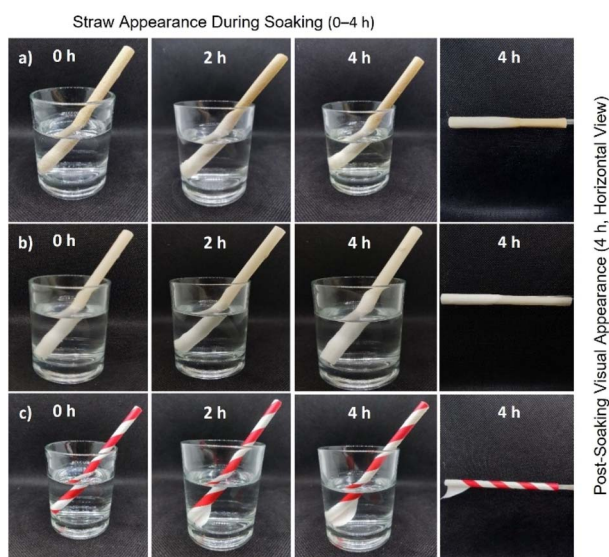 Straw Appearance During Soaking (0–4 h)
a) 0 h 2 h 4 h 4 h
b) 0 h 2 h 4 h 4 h
c) 0 h 2 h 4 h 4 h
Post-Soaking Visual Appearance (4 h, Horizontal View)